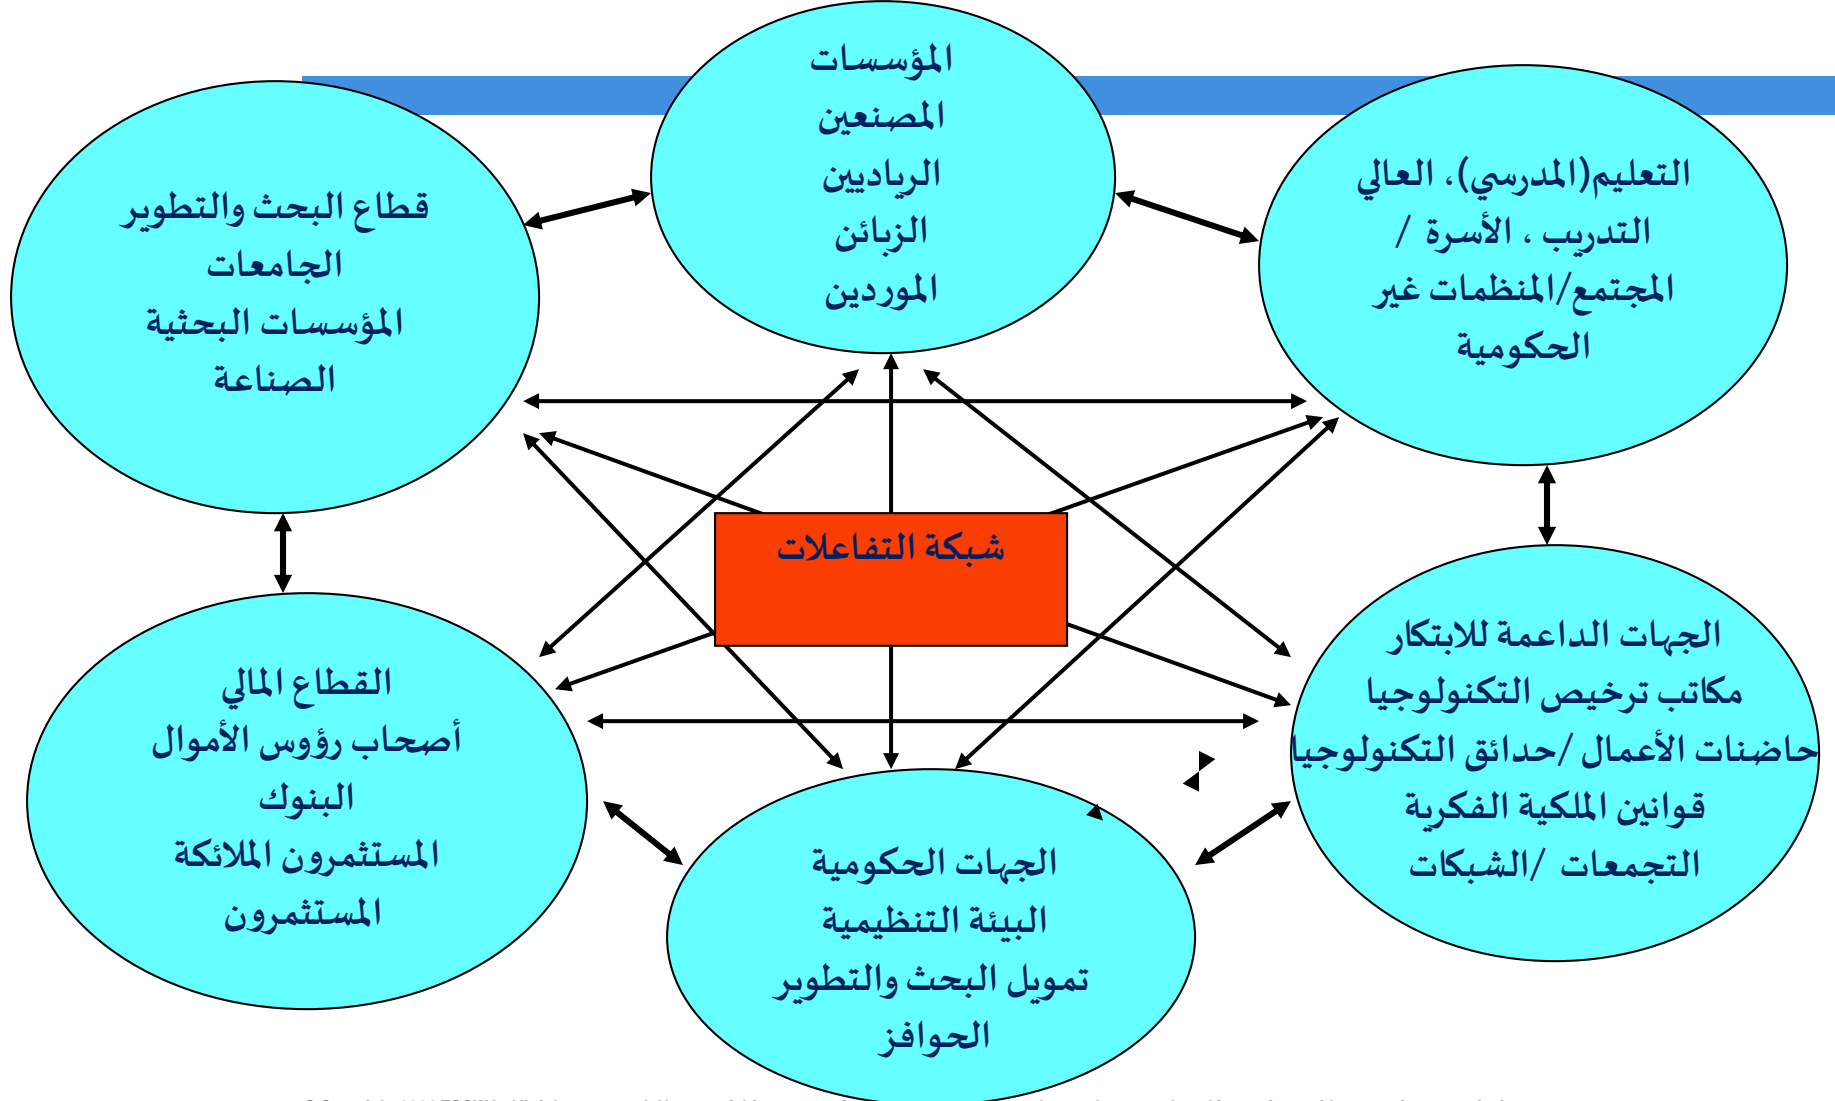 المؤسسات
المصنعين
الرياديين
الزبائن
الموردين
التعليم(المدرسي)، العالي
التدريب ، الأسرة /
المجتمع/المنظمات غير
الحكومية
قطاع البحث والتطوير
الجامعات
المؤسسات البحثية
الصناعة
شبكة التفاعلات
الجهات الداعمة للابتكار
مكاتب ترخيص التكنولوجيا
حاضنات الأعمال /حدائق التكنولوجيا
قوانين الملكية الفكرية
التجمعات /الشبكات
القطاع المالي
أصحاب رؤوس الأموال
البنوك
المستثمرون الملائكة
المستثمرون
الجهات الحكومية
البيئة التنظيمية
تمويل البحث والتطوير
الحوافز